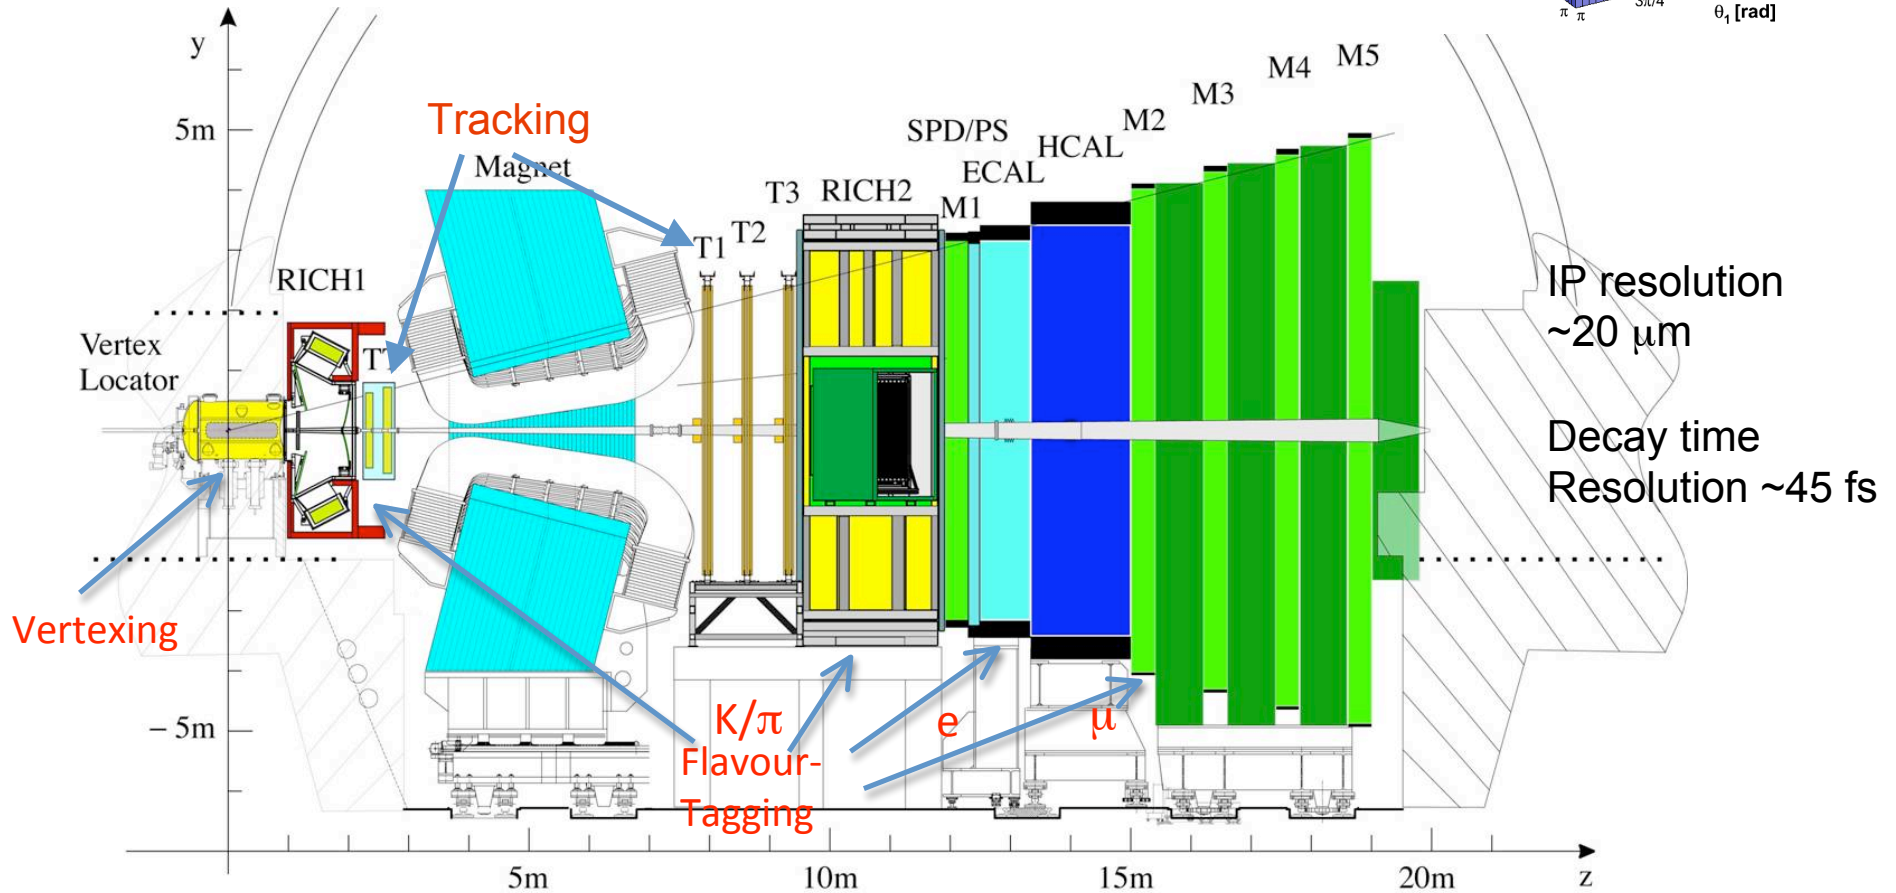 π π
3π/4
θ1 [rad]
y
5m
Tracking
Magnet
M5
M4
M3
M2
SPD/PS
HCAL
ECAL
T3
RICH2
M1
T2
T1
RICH1
Vertex
Locator
IP resolution
~20 μm
Decay time
Resolution ~45 fs
Vertexing
− 5m
K/π
Flavour-
Tagging
e
μ
5m
10m
15m
20m
z